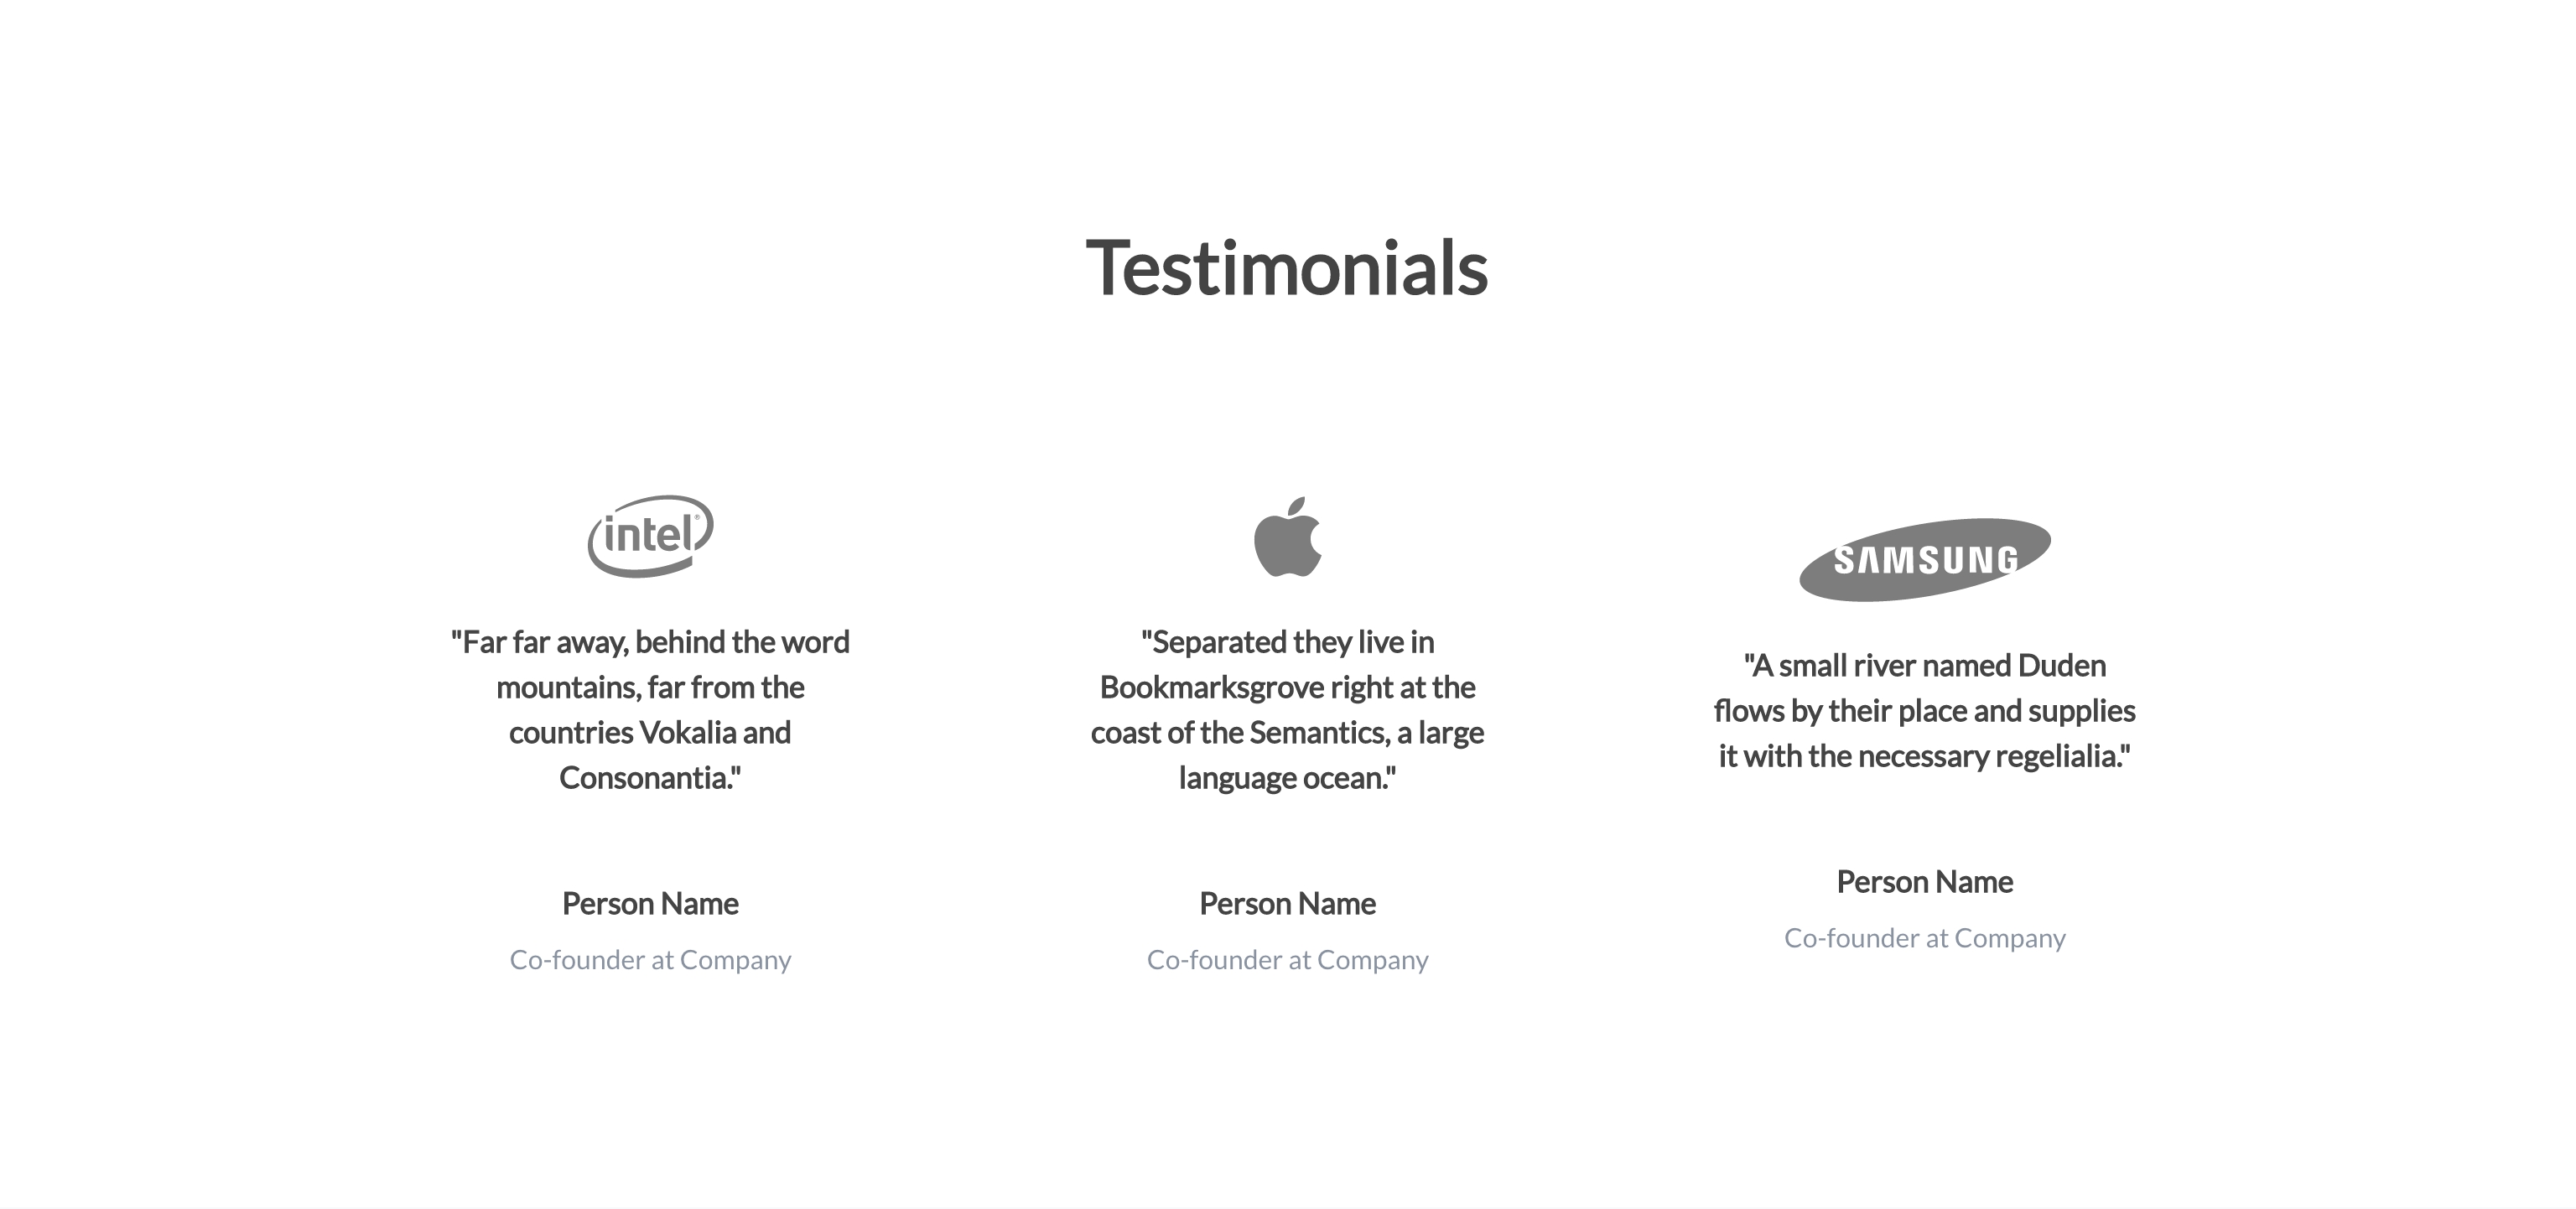 Testimonials
intel®
"Far far away, behind the word
mountains, far from the
countries Vokalia and
Consonantia."
Person Name
Co-founder at Company
"Separated they live in
Bookmarksgrove right at the
coast of the Semantics, a large
language ocean."
Person Name
Co-founder at Company
SAMSUNG
"A small river named Duden
flows by their place and supplies
it with the necessary regelialia."
Person Name
Co-founder at Company